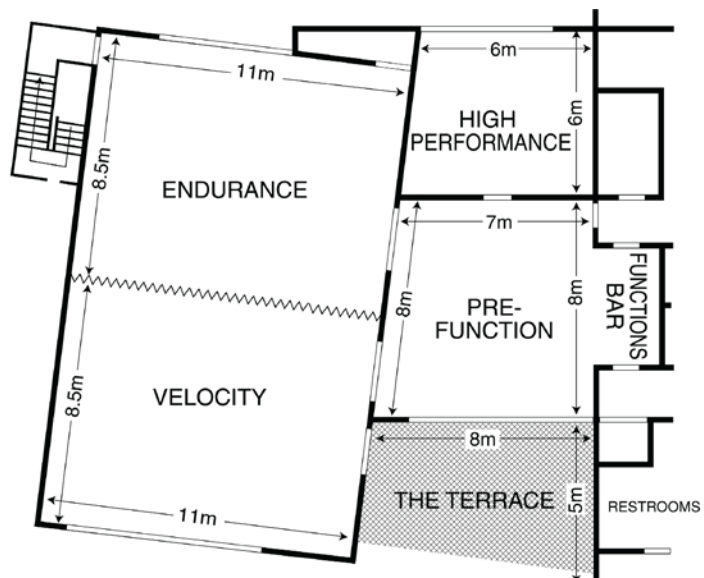 11m
8.5m
ENDURANCE
6m
6m
HIGH
PERFORMANCE
7m
8m
8m
PRE-
FUNCTION
FUNCTIONS
BAR
8.5m
VELOCITY
11m
8m
THE TERRACE
5m
RESTROOMS